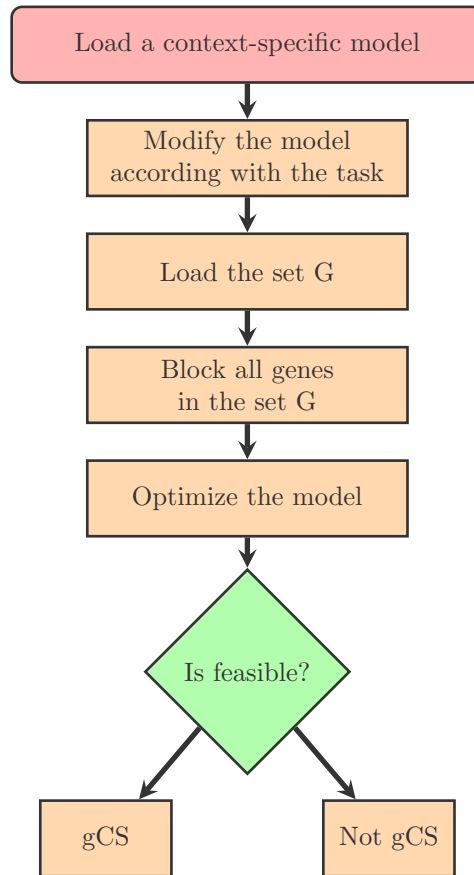 Load a context-specific model
Modify the model
according with the task
Load the set G
Block all genes
in the set G
Optimize the model
Is feasible?
gCS
Not gCS